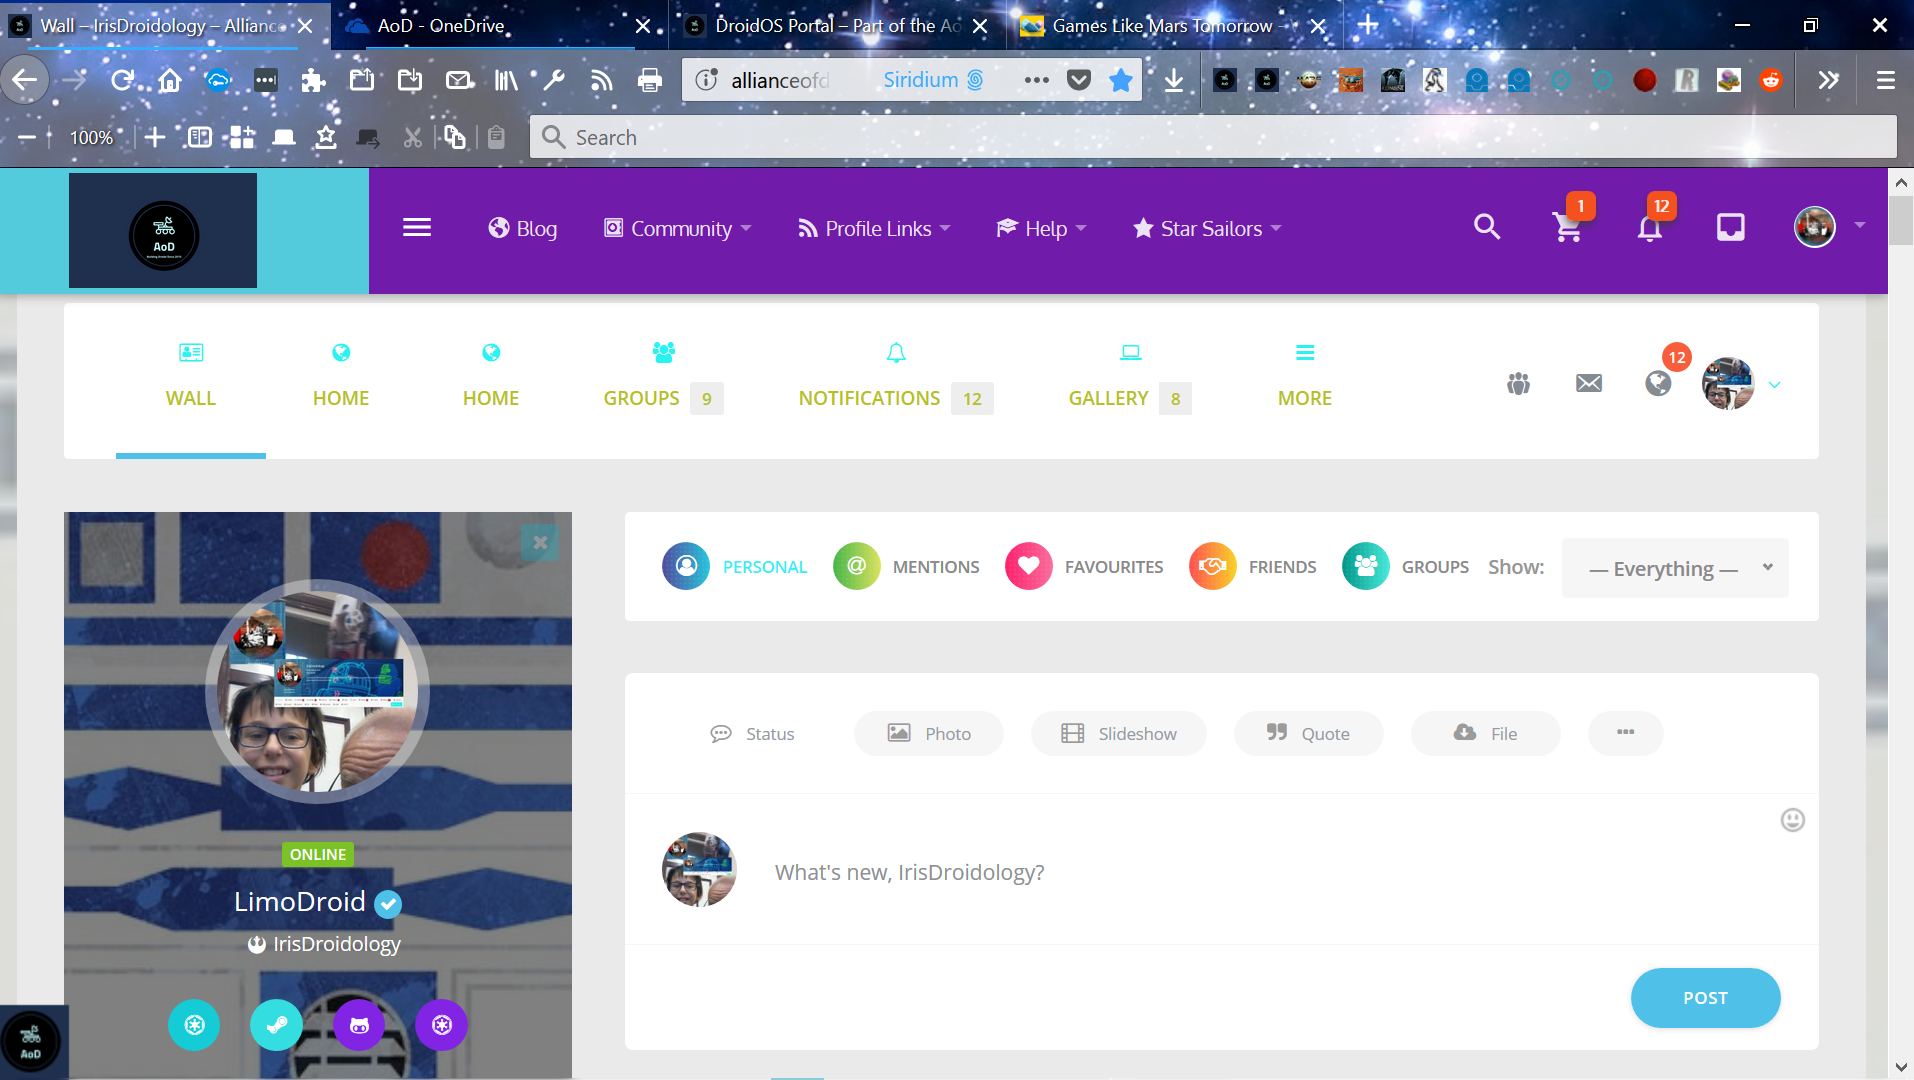 Wall – IrisDroidology – Alliance
AoD - OneDrive
DroidOS Portal – Part of the Ao
Games Like Mars Tomorrow -
allianceofd
Siridium
100%
Search
AoD
Blog
Community
Profile Links
Help
Star Sailors
1
12
WALL
HOME
HOME
GROUPS 9
NOTIFICATIONS 12
GALLERY 8
MORE
12
PERSONAL
MENTIONS
FAVOURITES
FRIENDS
GROUPS
Show:
— Everything —
Status
Photo
Slideshow
Quote
File
What's new, IrisDroidology?
POST
ONLINE
LimoDroid
IrisDroidology
AoD